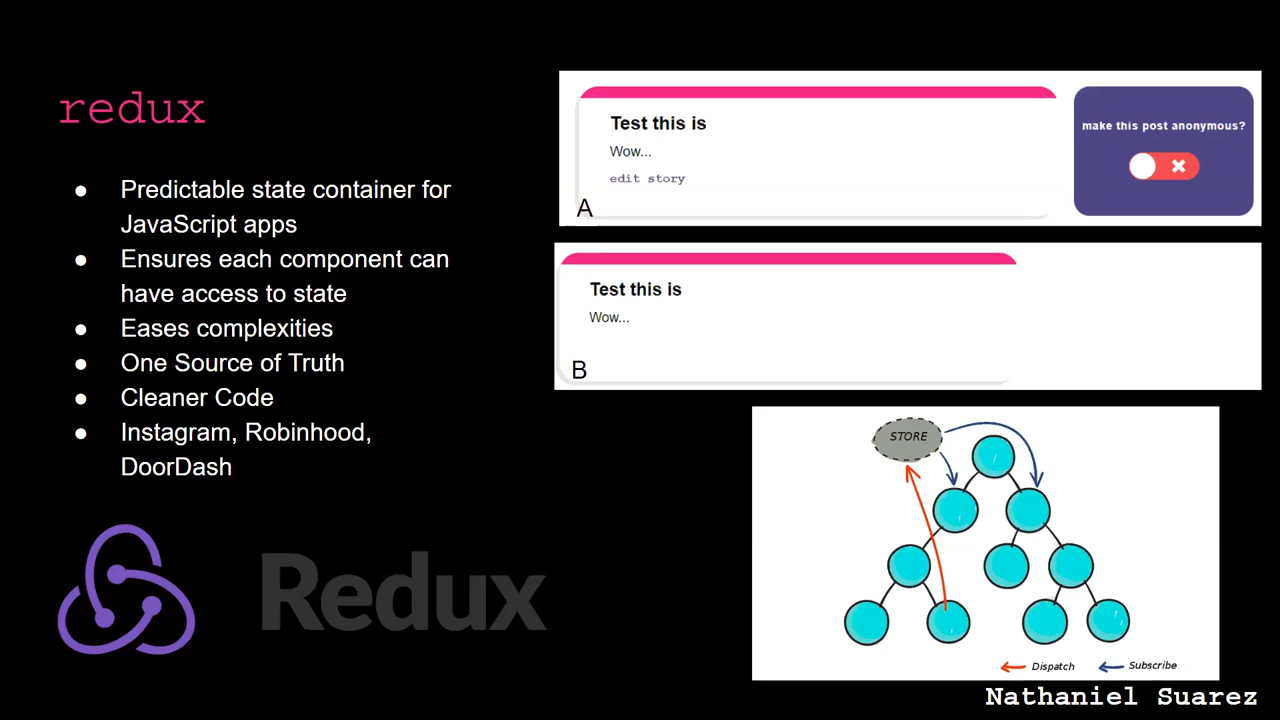 redux
● Predictable state container for
JavaScript apps
● Ensures each component can
have access to state
● Eases complexities
● One Source of Truth
● Cleaner Code
● Instagram, Robinhood,
DoorDash
Redux
Test this is
Wow...
edit story
A
make this post anonymous?
Test this is
Wow...
B
STORE
Dispatch
Subscribe
Nathaniel Suarez